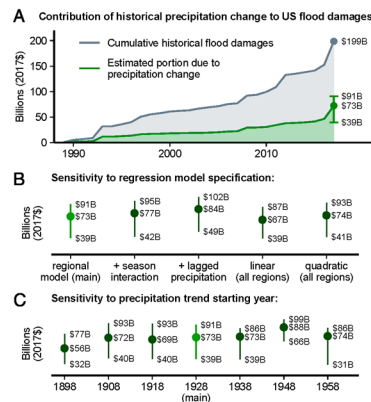 A Contribution of historical precipitation change to US flood damages
Billions (2017$)
200
150
100
50
0
Cumulative historical flood damages
Estimated portion due to
precipitation change
$199B
$91B
$73B
$39B
1990 2000 2010
B Sensitivity to regression model specification:
Billions
(2017$)
$91B $95B $102B $87B $93B
$73B $77B $84B $67B $74B
$39B $42B $49B $39B $41B
regional + season + lagged linear quadratic
model (main) interaction precipitation (all regions) (all regions)
C Sensitivity to precipitation trend starting year:
Billions
(2017$)
$77B $93B $93B $91B $86B $99B $86B
$56B $72B $69B $73B $73B $88B $74B
$32B $40B $40B $39B $39B $66B $31B
1898 1908 1918 1928 1938 1948 1958
(main)